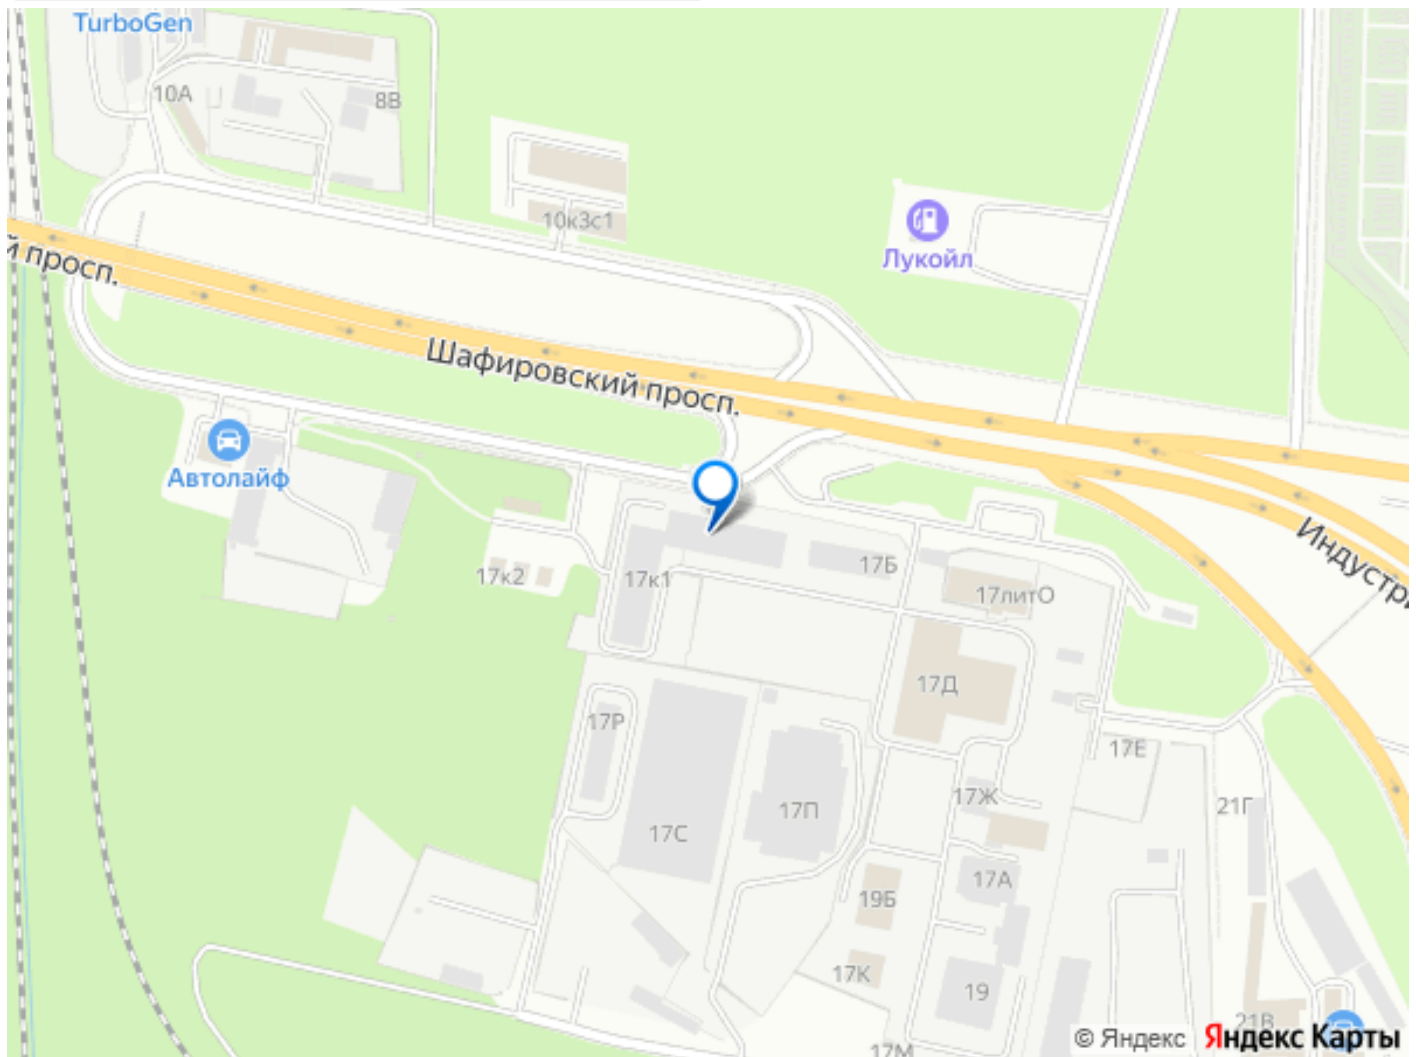 TurboGen
10А
8В
10к3с1
Лукойл
й просп.
Шафировский просп.
Автолайф
Индустри
17к2
17к1
17Б
17литО
17Д
17Р
17Е
17Ж
17П
21Г
17С
17А
19Б
17К
19
21В
17М
© Яндекс Яндекс Карты